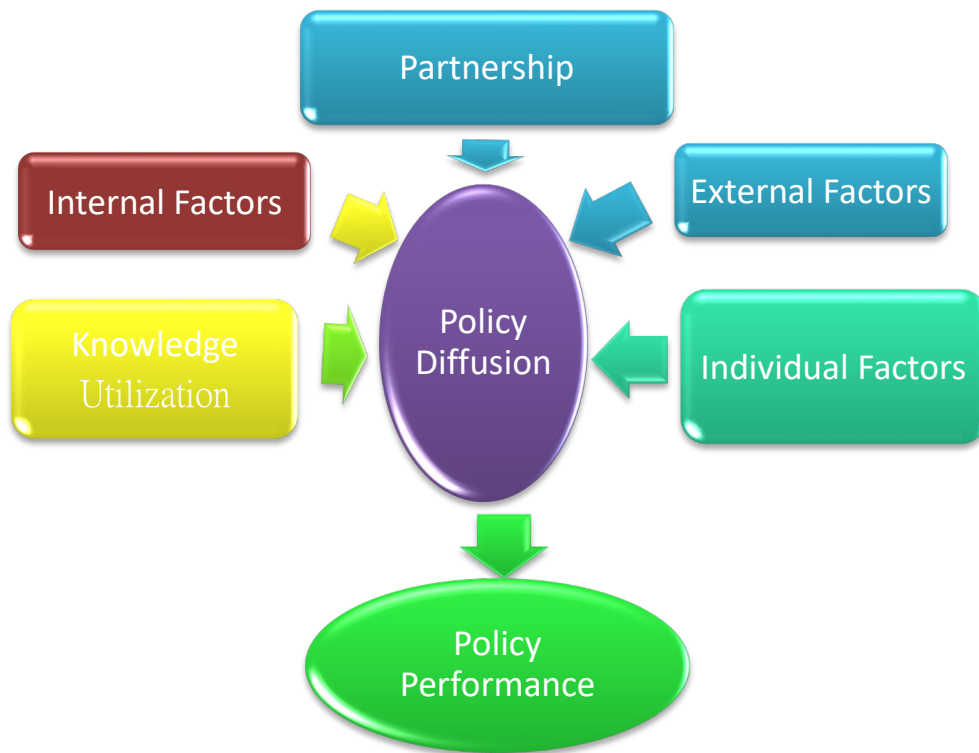 Partnership
Internal Factors
External Factors
Knowledge
Utilization
Policy
Diffusion
Individual Factors
Policy
Performance